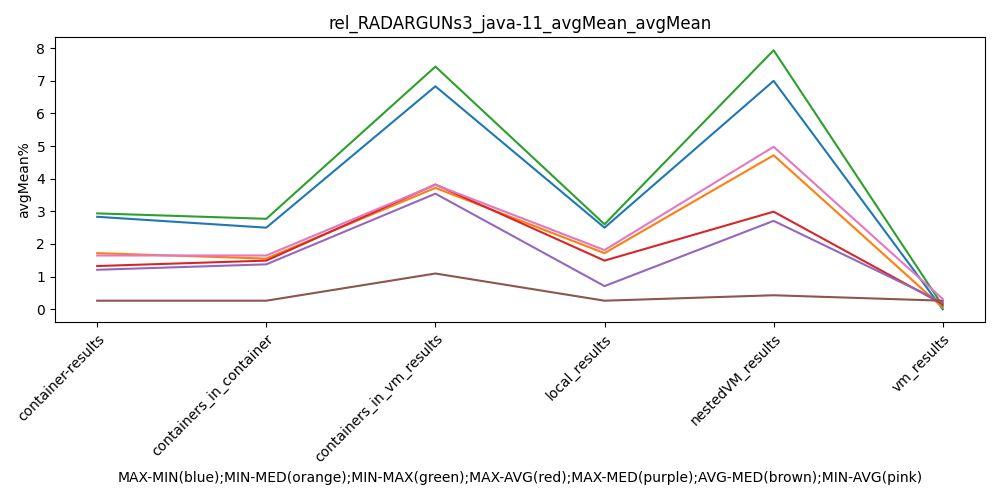 rel_RADARGUNs3_java-11_avgMean_avgMean
avgMean%
8
7
6
5
4
3
2
1
0
container-results
containers_in_container
containers_in_vm_results
local_results
nestedVM_results
vm_results
MAX-MIN(blue);MIN-MED(orange);MIN-MAX(green);MAX-AVG(red);MAX-MED(purple);AVG-MED(brown);MIN-AVG(pink)